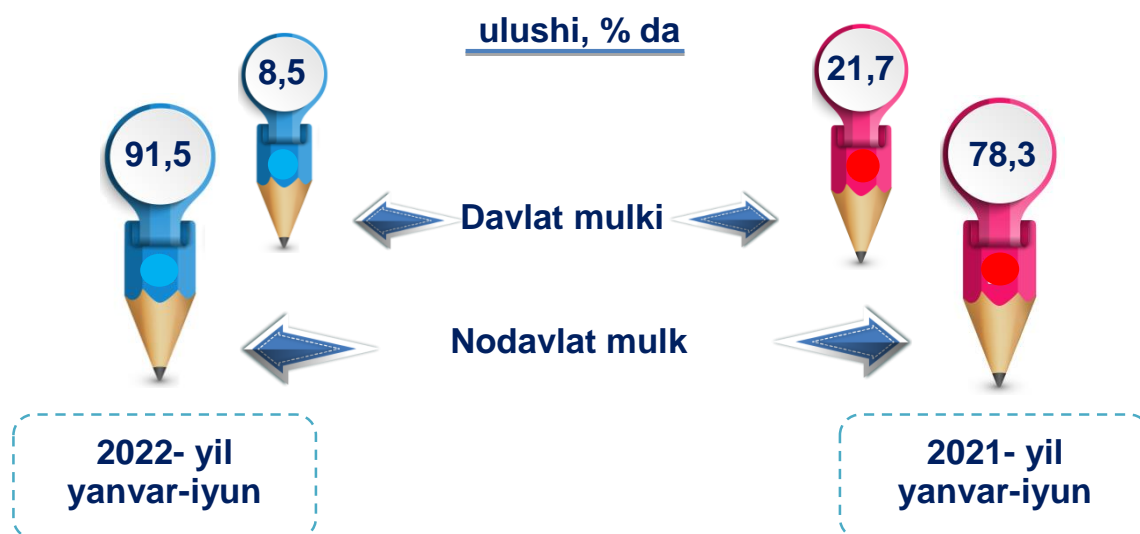 ulushi, % da
8,5
21,7
91,5
78,3
Davlat mulki
Nodavlat mulk
2022- yil
yanvar-iyun
2021- yil
yanvar-iyun